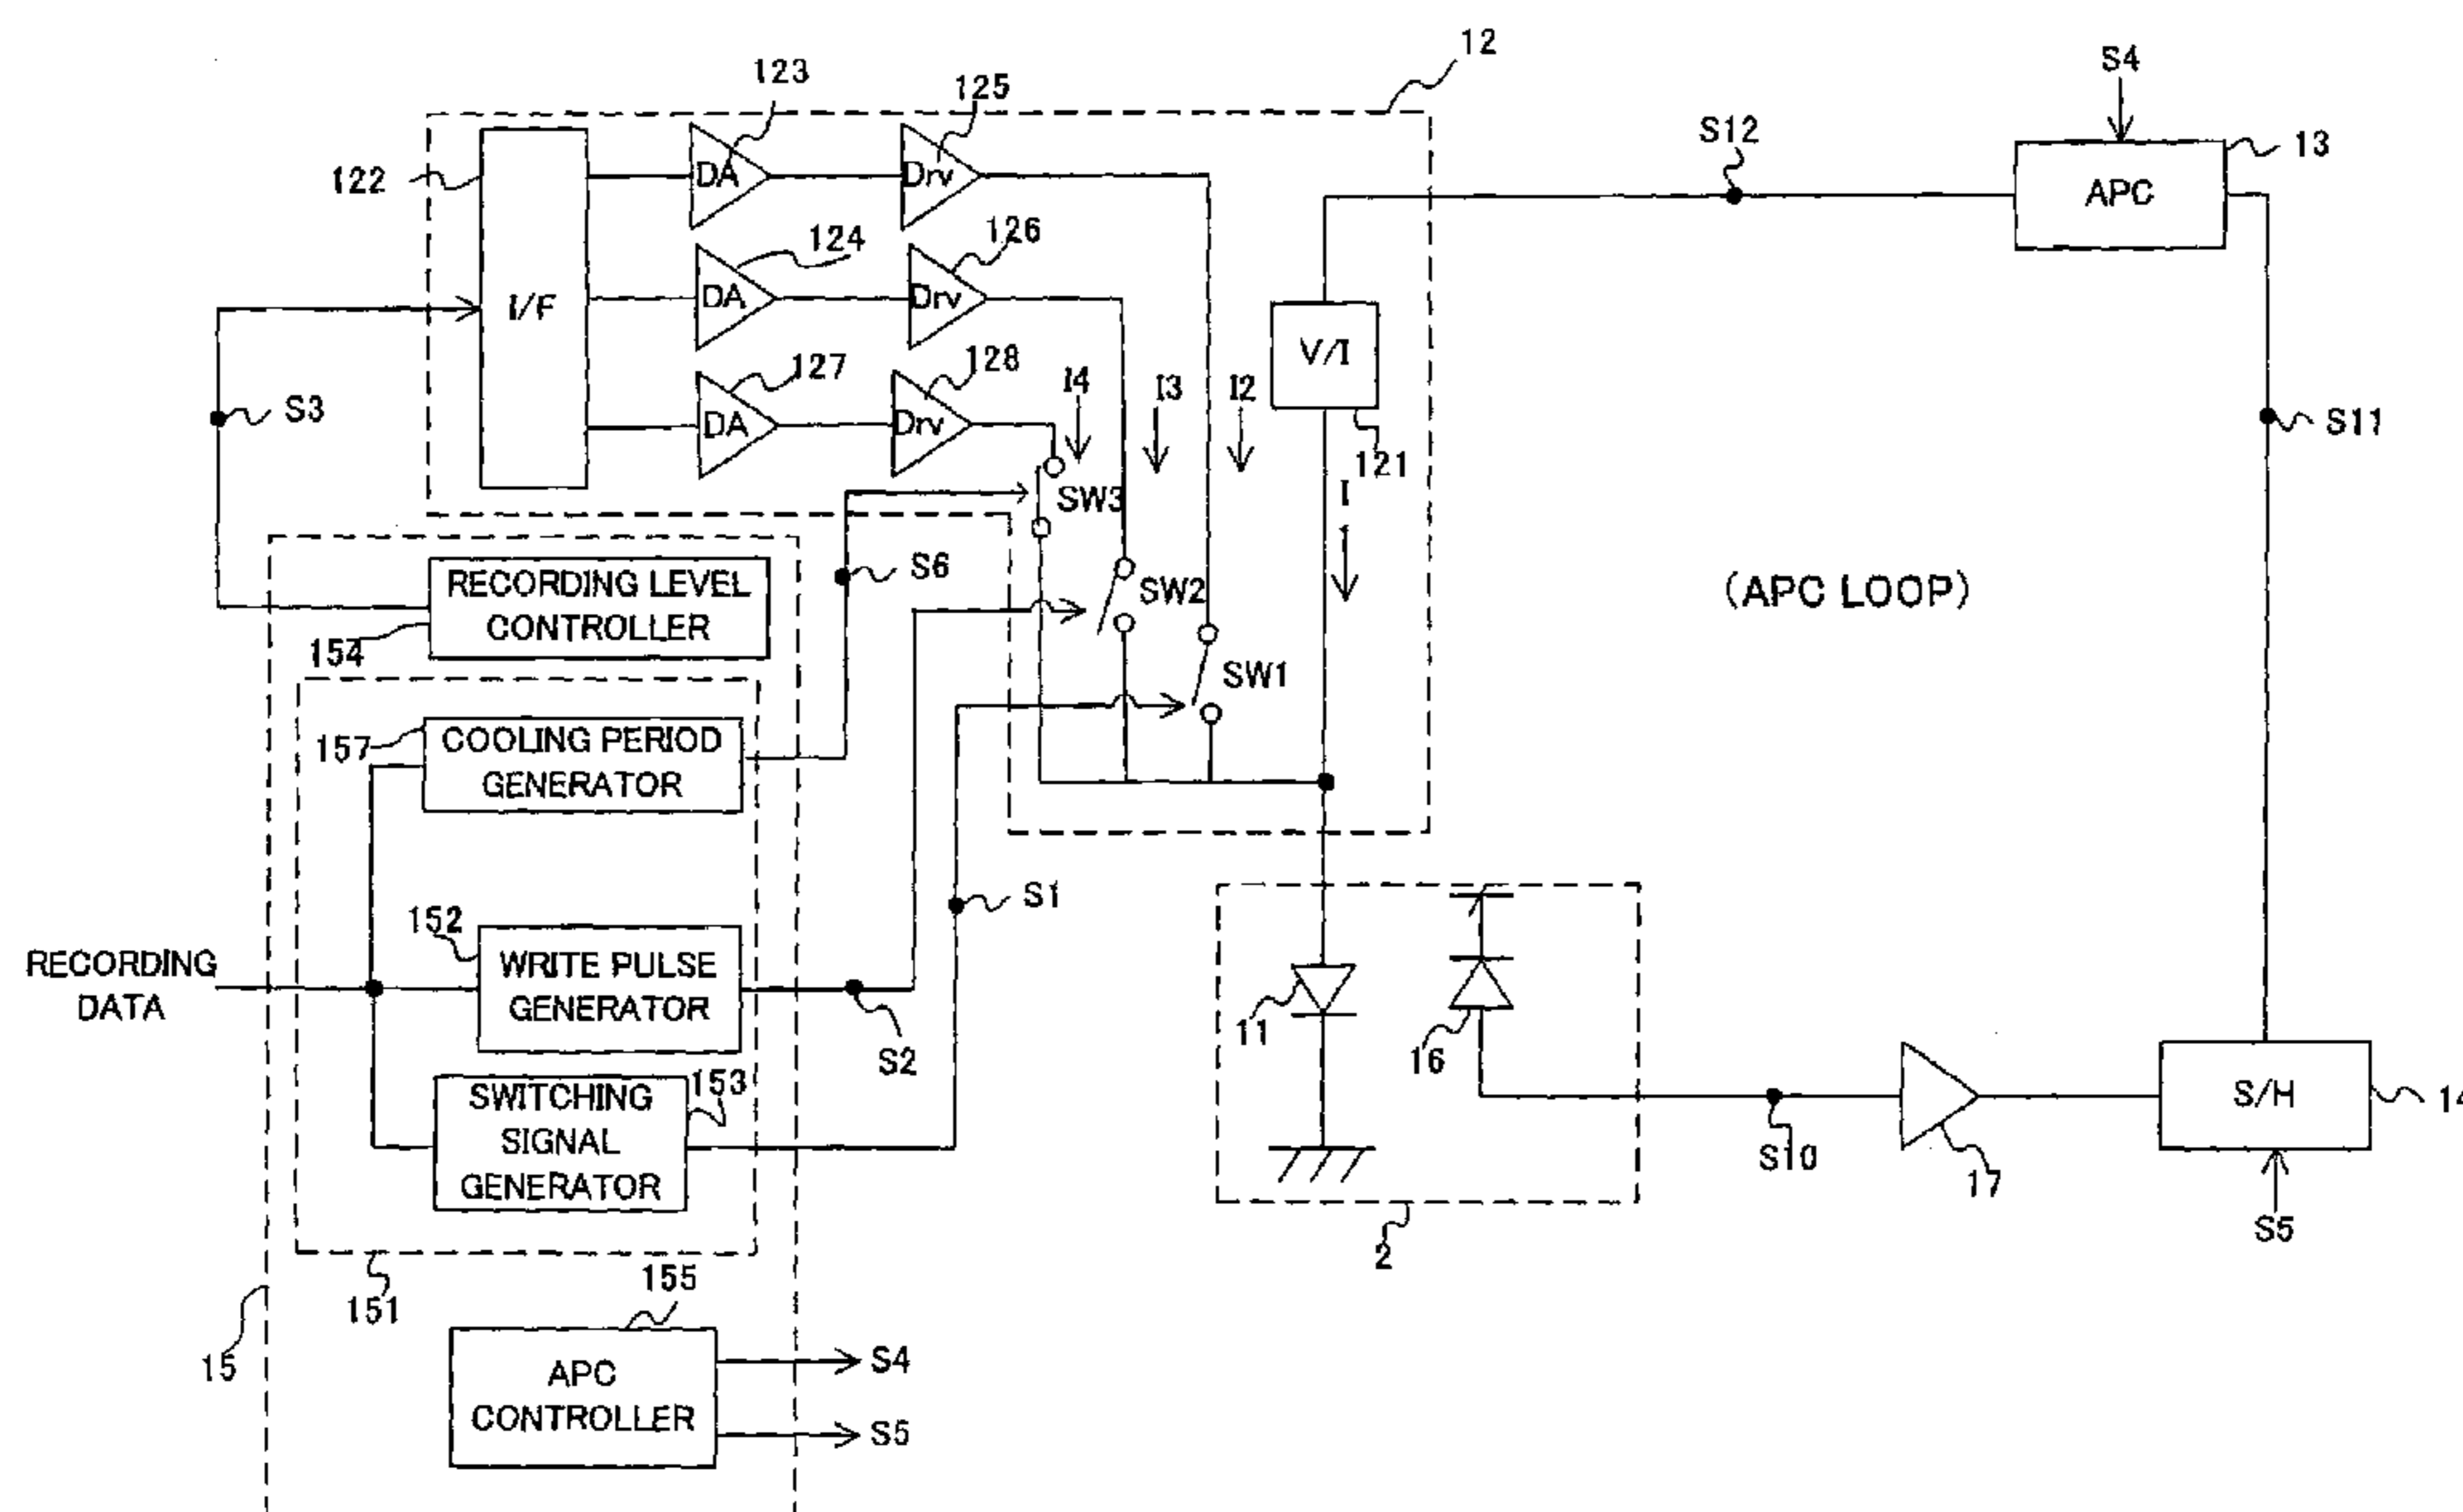 12
123
125
S4
S12
13
APC
122
DA
Drv
124
126
I/F
DA
Drv
V/I
127
128
I4
I3
I2
S3
DA
Drv
121
S11
SW3
I
S6
SW2
(APC LOOP)
RECORDING LEVEL
CONTROLLER
154
SW1
157
COOLING PERIOD
GENERATOR
S1
152
RECORDING
DATA
WRITE PULSE
GENERATOR
11
16
S2
153
SWITCHING
SIGNAL
GENERATOR
S10
17
S/H
S5
2
151
155
15
APC
CONTROLLER
S4
S5